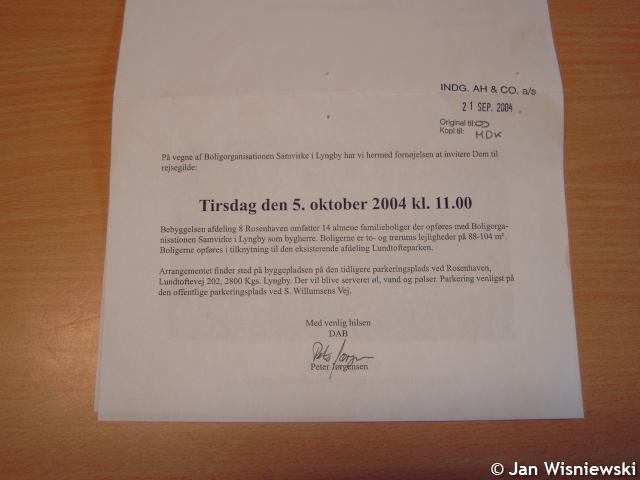 INDG. AH & CO. a/s
21 SEP. 2004
Original til:
Kopi til: HDK
På vegne af Boligorganisationen Samvirke i Lyngby har vi hermed fornøjelsen at invitere Dem til
rejsegilde:
Tirsdag den 5. oktober 2004 kl. 11.00
Bebyggelsen afdeling 8 Rosenhaven omfatter 14 almene familieboliger der opføres med Boligorga-
nisationen Samvirke i Lyngby som bygherre. Boligerne er to- og trerums lejligheder på 88-104 m².
Boligerne opføres i tilknytning til den eksisterende afdeling Lundtofteparken.
Arrangementet finder sted på byggepladsen på den tidligere parkeringsplads ved Rosenhaven,
Lundtoftevej 202, 2800 Kgs. Lyngby. Der vil blive serveret øl, vand og pølser. Parkering venligst på
den offentlige parkeringsplads ved S. Willumsens Vej.
Med venlig hilsen
DAB
Peter Jørgensen
© Jan Wisniewski